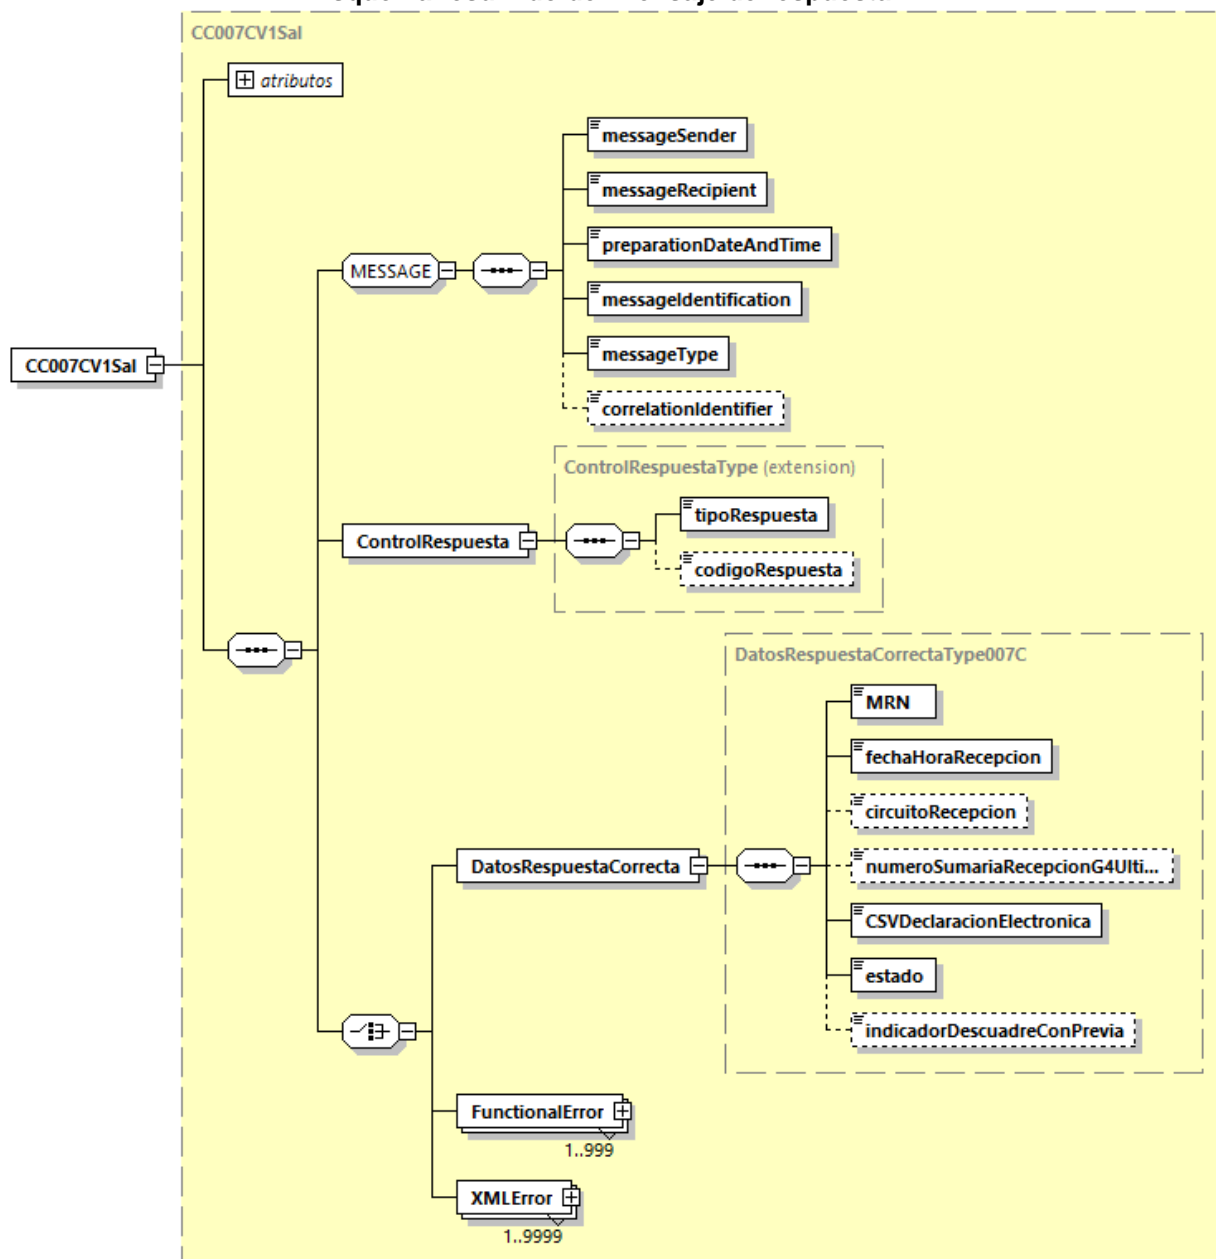 CC007CV1Sal
atributos
messageSender
messageRecipient
preparationDateAndTime
MESSAGE
messageIdentification
messageType
CC007CV1Sal
correlationIdentifier
ControlRespuestaType (extension)
tipoRespuesta
ControlRespuesta
codigoRespuesta
DatosRespuestaCorrectaType007C
MRN
fechaHoraRecepcion
circuitoRecepcion
DatosRespuestaCorrecta
numeroSumariaRecepcionG4Ulti...
CSVDeclaracionElectronica
estado
indicadorDescuadreConPrevia
FunctionalError
1..999
XMLError
1..9999